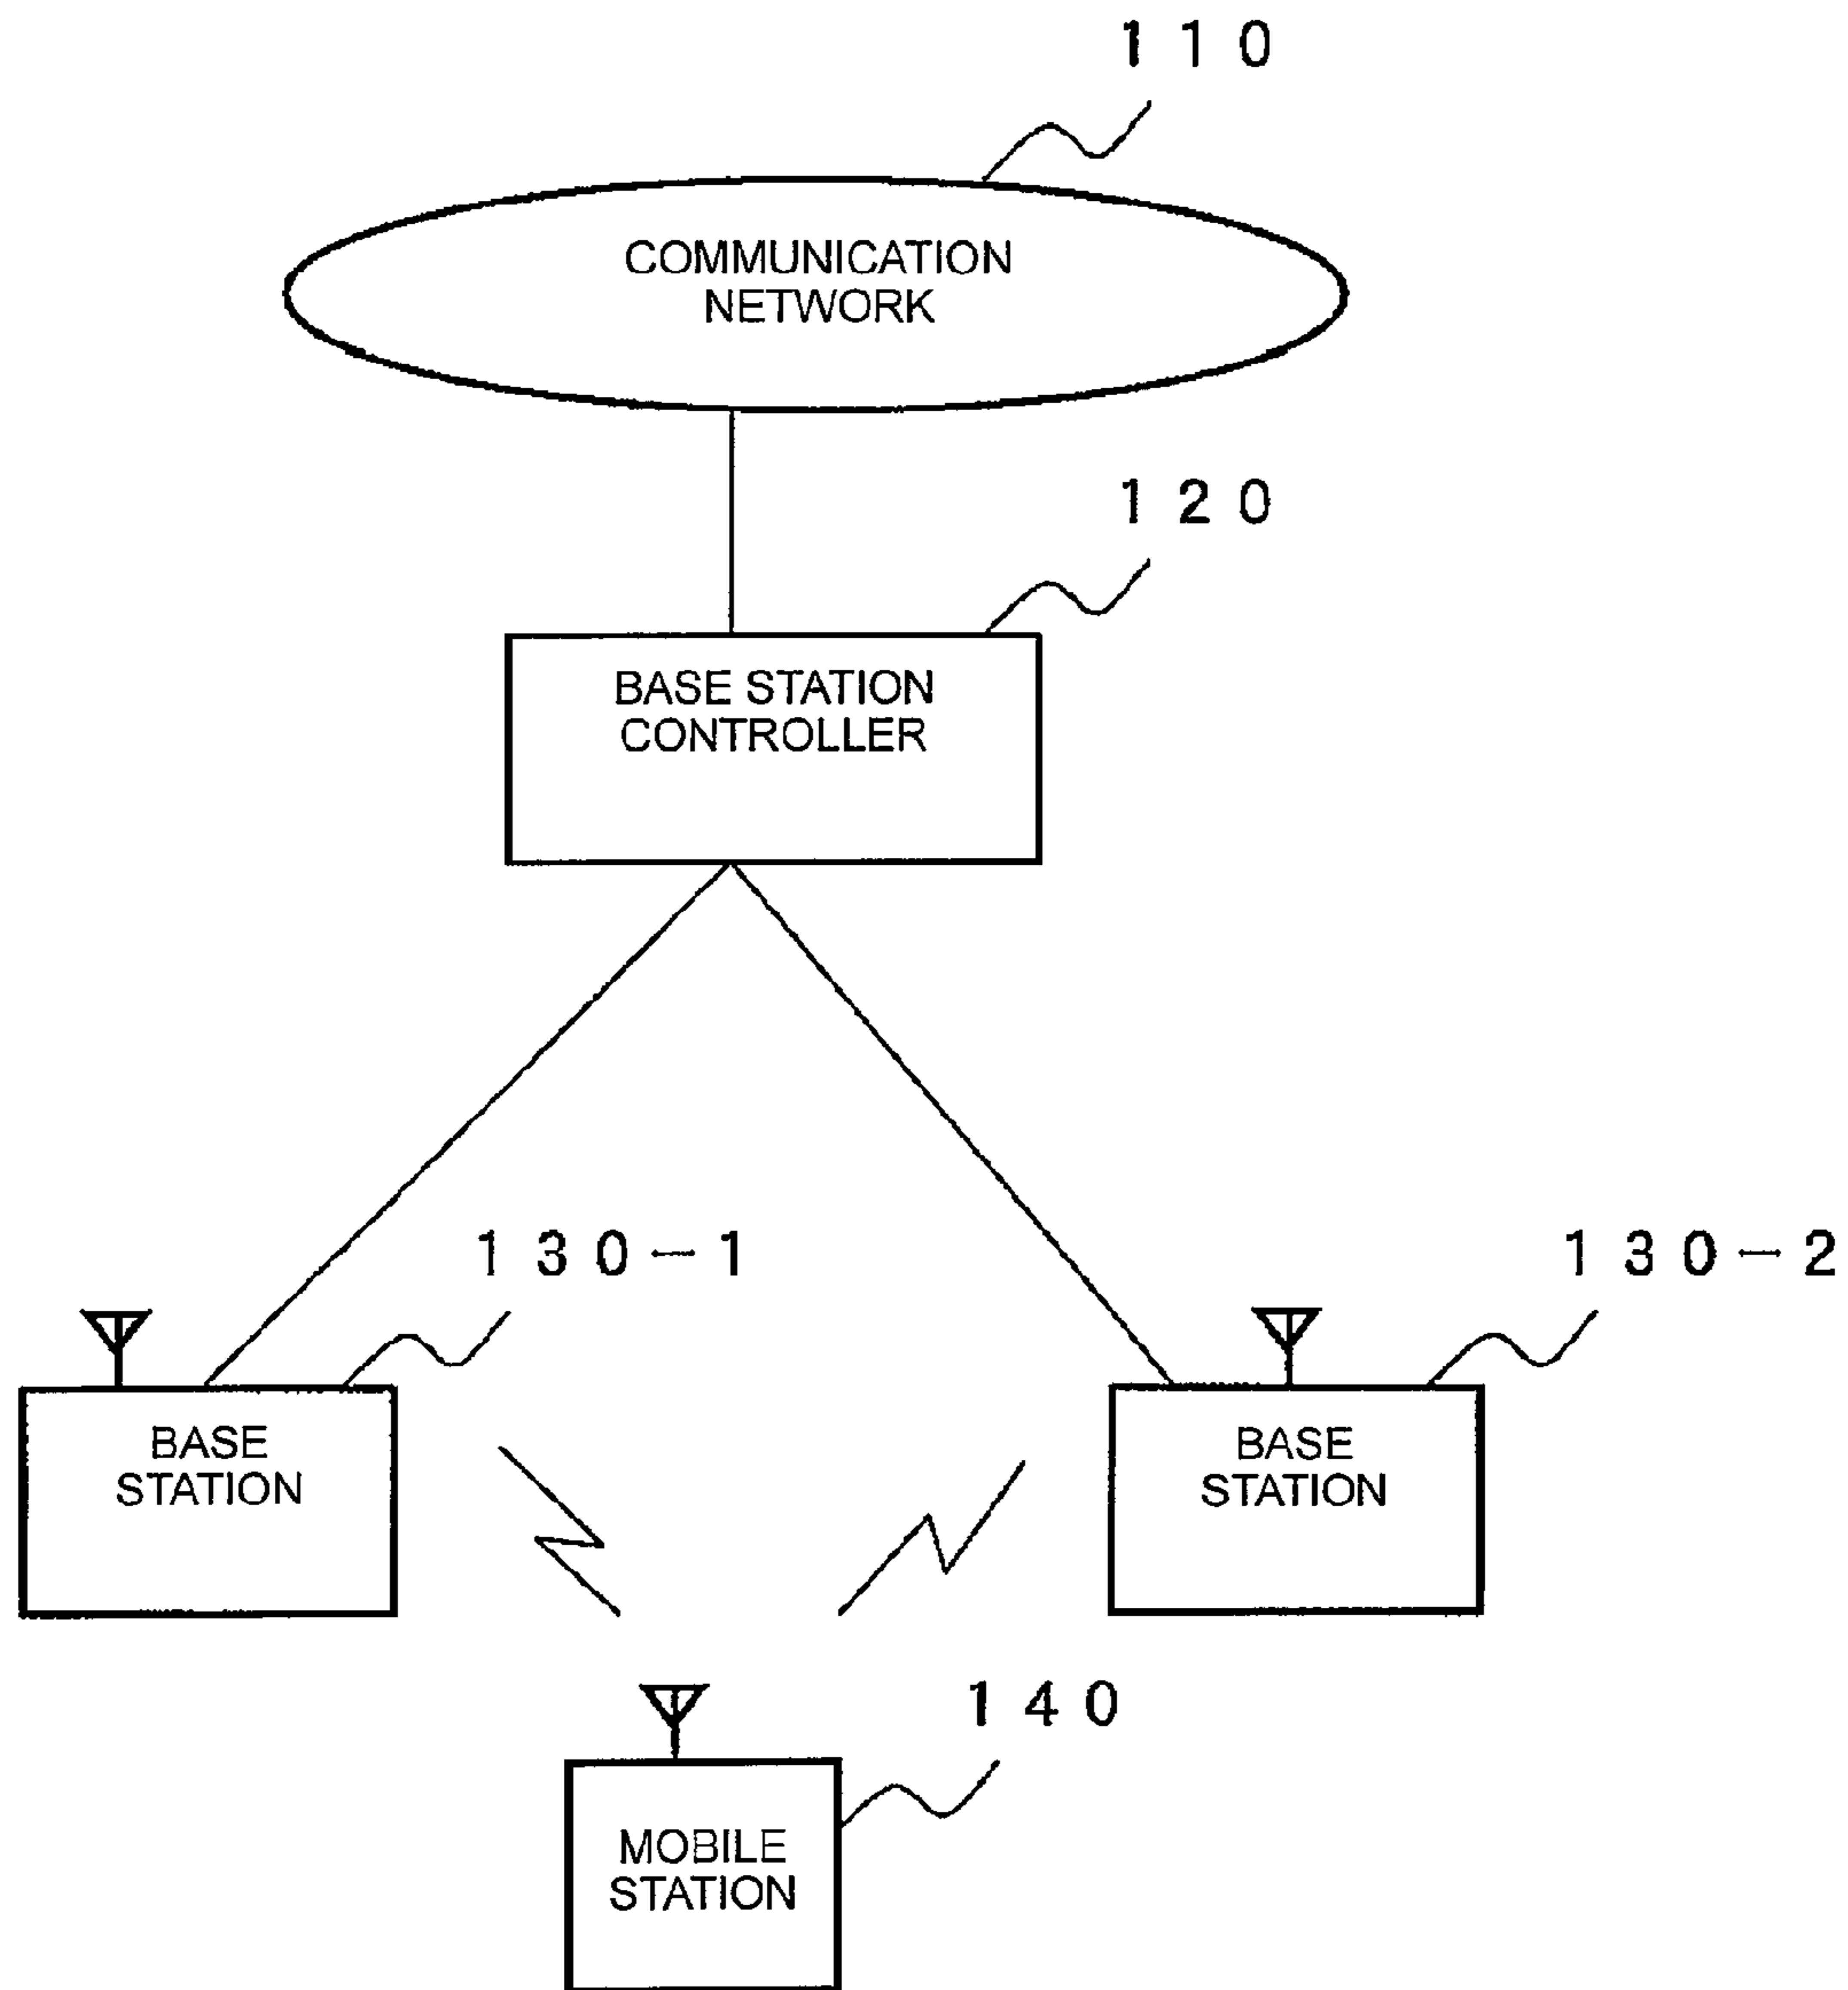 110
COMMUNICATION
NETWORK
120
BASE STATION
CONTROLLER
130-1
130-2
BASE
STATION
BASE
STATION
140
MOBILE
STATION